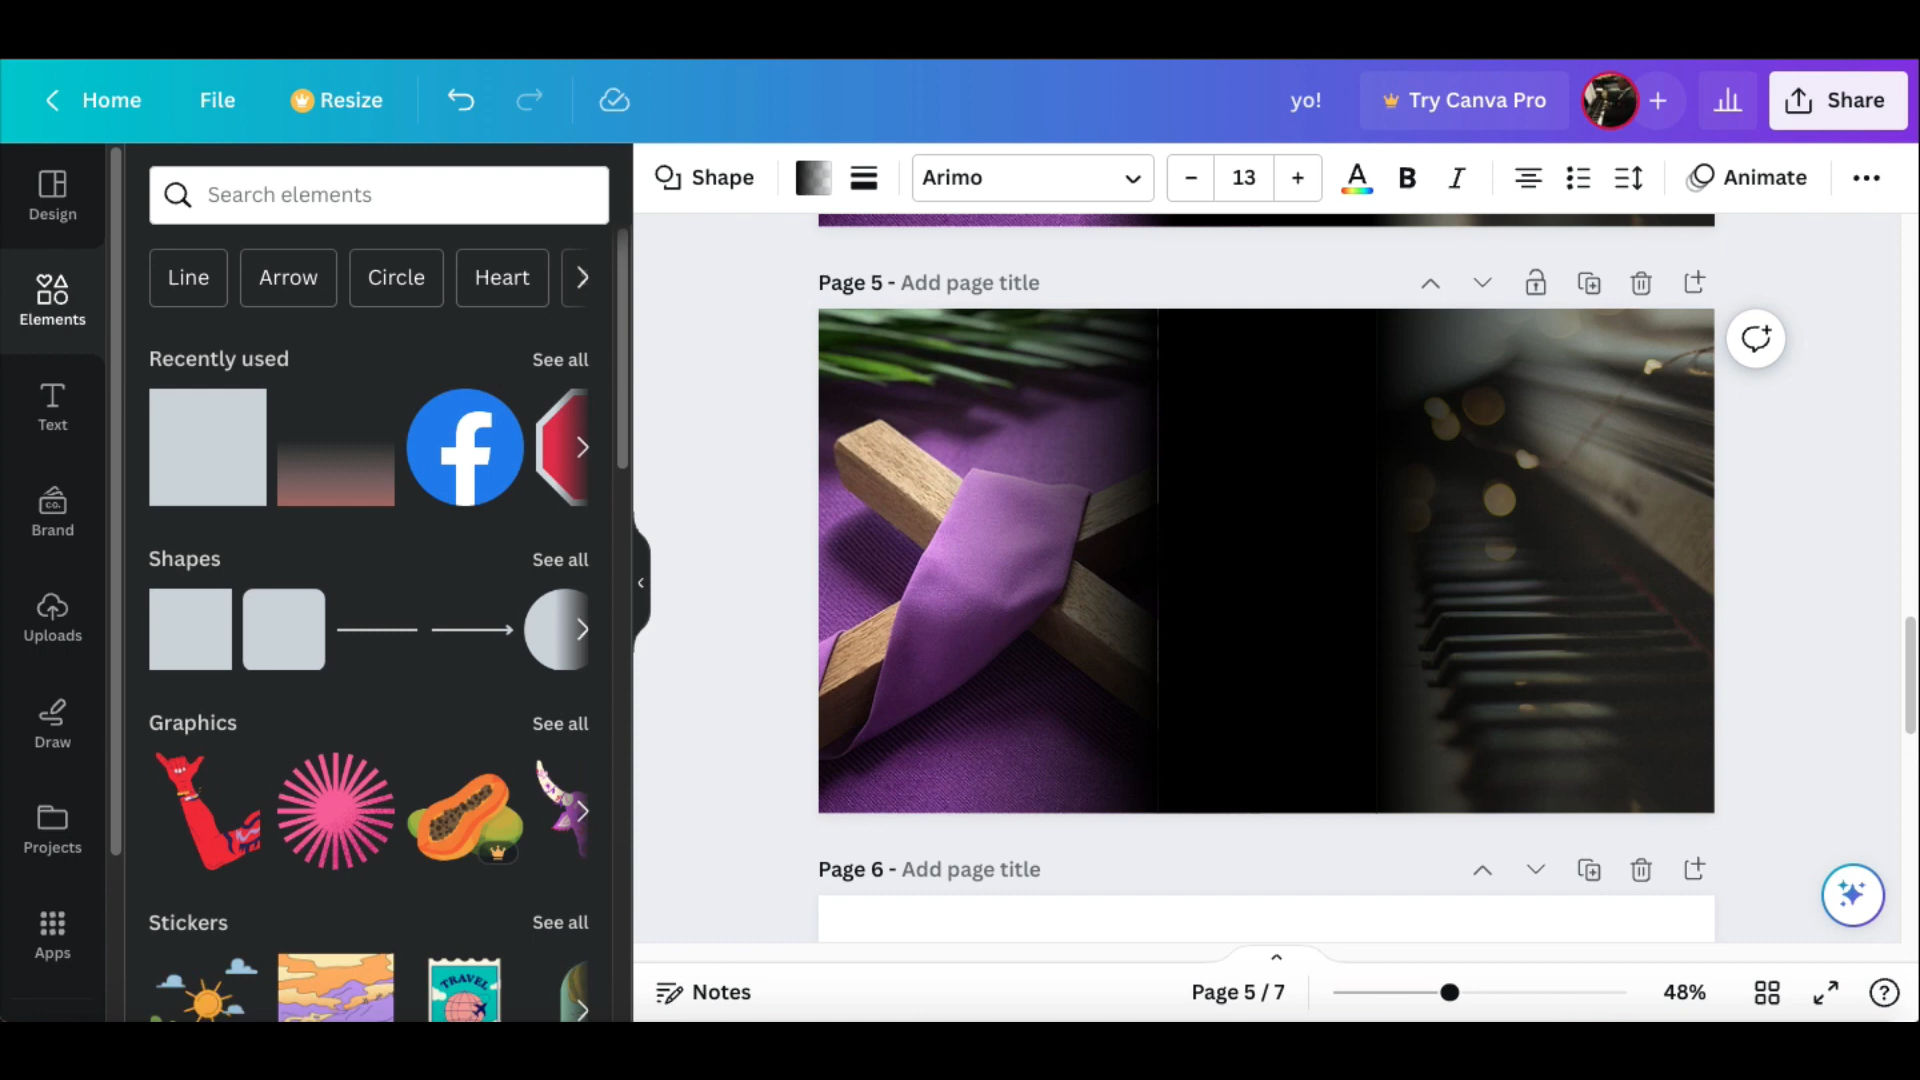 Home
File
Resize
yo!
Try Canva Pro
Share
Design
Elements
Text
CO.
Brand
Uploads
Draw
Projects
Apps
Search elements
Line
Arrow
Circle
Heart
Recently used
See all
Shapes
See all
Graphics
See all
Stickers
See all
TRAVEL
Shape
Arimo
13
A
B
I
Animate
Page 5 - Add page title
Page 6 - Add page title
Notes
Page 5 / 7
48%